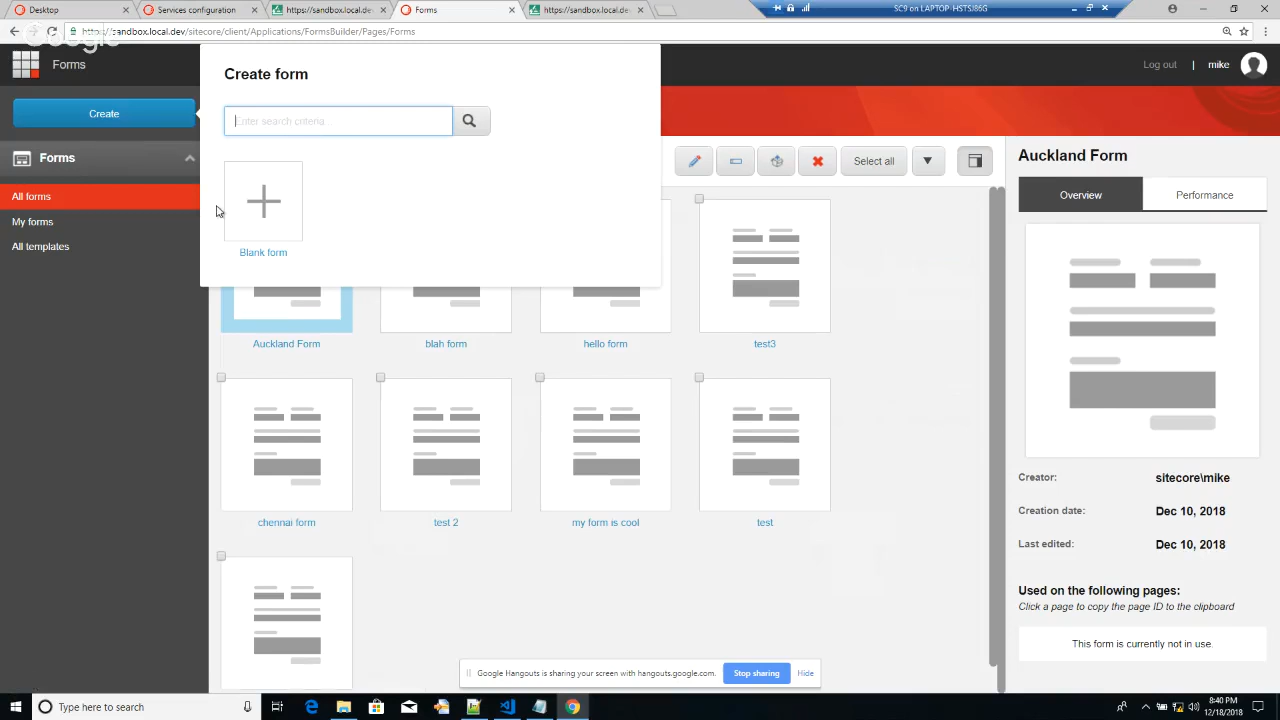 Desktop
Services configuration
https://sandbox.local.dev
Forms
https://sandbox.local.dev
SC9 on LAPTOP-HSTSJ86G
https://sandbox.local.dev/sitecore/client/Applications/FormsBuilder/Pages/Forms
Google
Forms
Log out | mike
Create
Forms
All forms
My forms
All templates
Create form
Enter search criteria...
Blank form
Select all
Auckland Form
blah form
hello form
test3
chennai form
test 2
my form is cool
test
Auckland Form
Overview
Performance
Creator: sitecore\mike
Creation date: Dec 10, 2018
Last edited: Dec 10, 2018
Used on the following pages:
Click a page to copy the page ID to the clipboard
This form is currently not in use.
Google Hangouts is sharing your screen with hangouts.google.com.
Stop sharing
Hide
Type here to search
8:40 PM
12/18/2018